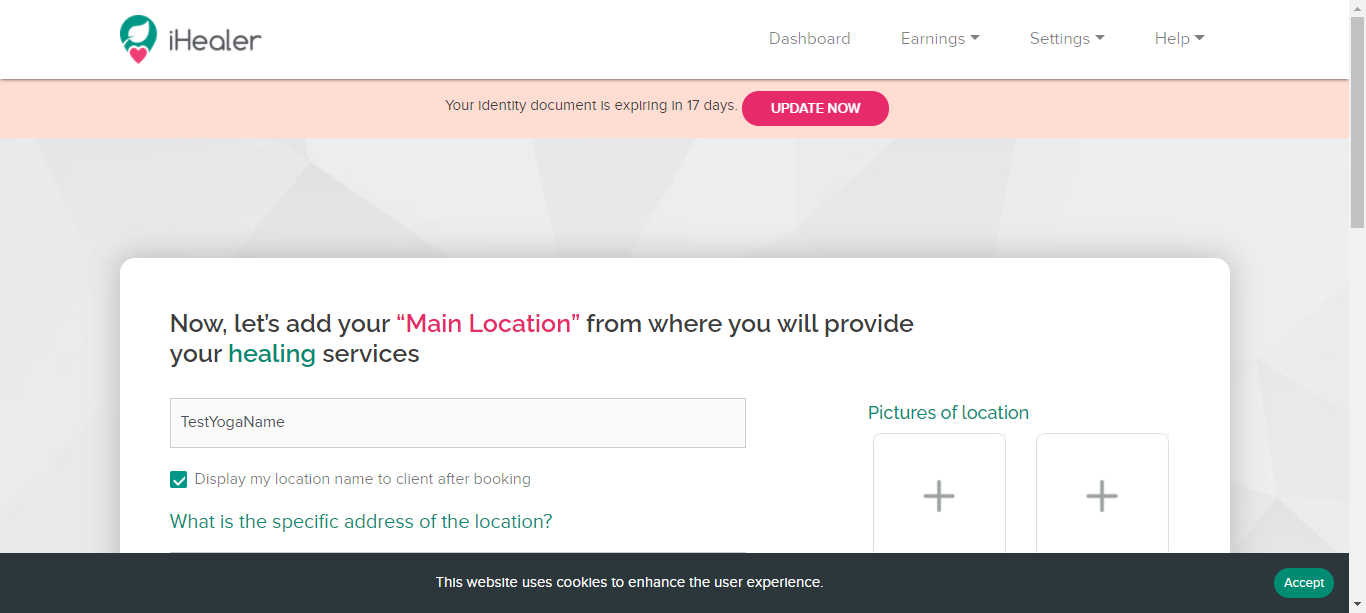 iHealer
Dashboard
Earnings
Settings
Help
Your identity document is expiring in 17 days.
UPDATE NOW
Now, let's add your “Main Location” from where you will provide
your healing services
TestYogaName
Display my location name to client after booking
What is the specific address of the location?
Pictures of location
This website uses cookies to enhance the user experience.
Accept